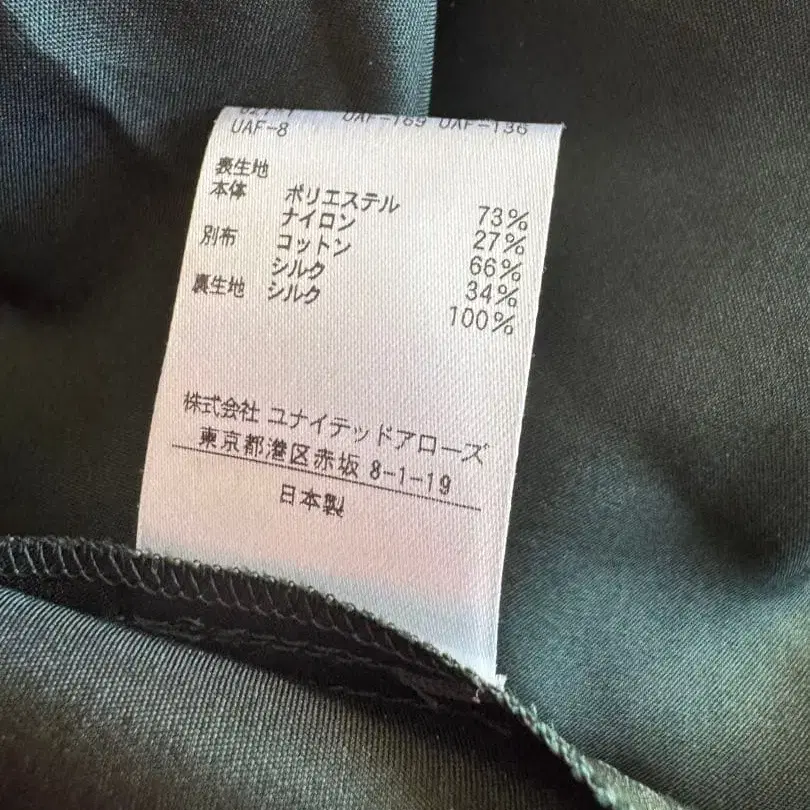 UAF-169 UAF-136
UAF-8
表生地
本体 ポリエステル 73%
ナイロン 27%
別布 コットン 66%
シルク 34%
裏生地 シルク 100%
株式会社 ユナイテッドアローズ
東京都港区赤坂 8-1-19
日本製